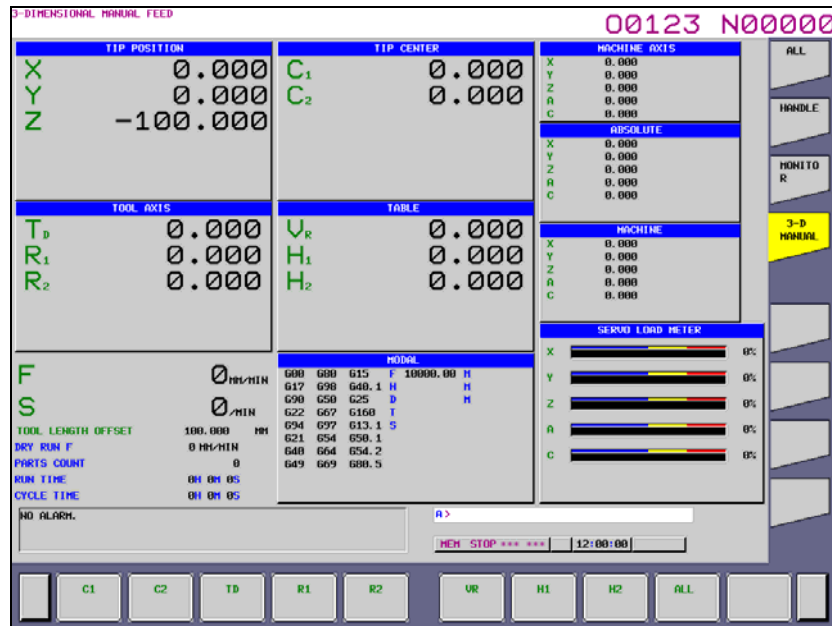 3-DIMENSIONAL MANUAL FEED
O0123 N00000
TIP POSITION
X 0.000
Y 0.000
Z -100.000
TIP CENTER
C1 0.000
C2 0.000
MACHINE AXIS
X 0.000
Y 0.000
Z 0.000
A 0.000
C 0.000
ABSOLUTE
X 0.000
Y 0.000
Z 0.000
A 0.000
C 0.000
TOOL AXIS
TD 0.000
R1 0.000
R2 0.000
TABLE
VR 0.000
H1 0.000
H2 0.000
MACHINE
X 0.000
Y 0.000
Z 0.000
A 0.000
C 0.000
SERVO LOAD METER
X 0%
Y 0%
Z 0%
A 0%
C 0%
F 0 MM/MIN
S 0 /MIN
TOOL LENGTH OFFSET 100.000 MM
DRY RUN F 0 MM/MIN
PARTS COUNT 0
RUN TIME 0H 0M 0S
CYCLE TIME 0H 0M 0S
MODAL
G00 G80 G15 F 10000.00 M
G17 G98 G40.1 H M
G90 G50 G25 D M
G22 G67 G160 T
G94 G97 G13.1 S
G21 G54 G50.1
G40 G64 G54.2
G49 G69 G80.5
NO ALARM.
A>
MEM STOP *** *** 12:00:00
ALL
HANDLE
MONITO
R
3-D
MANUAL
C1 C2 TD R1 R2 VR H1 H2 ALL